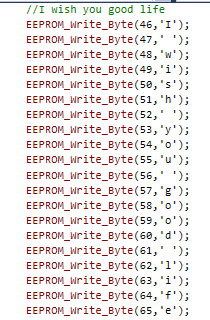 //I wish you good life
EEPROM_Write_Byte(46,'I');
EEPROM_Write_Byte(47,' ');
EEPROM_Write_Byte(48,'w');
EEPROM_Write_Byte(49,'i');
EEPROM_Write_Byte(50,'s');
EEPROM_Write_Byte(51,'h');
EEPROM_Write_Byte(52,' ');
EEPROM_Write_Byte(53,'y');
EEPROM_Write_Byte(54,'o');
EEPROM_Write_Byte(55,'u');
EEPROM_Write_Byte(56,' ');
EEPROM_Write_Byte(57,'g');
EEPROM_Write_Byte(58,'o');
EEPROM_Write_Byte(59,'o');
EEPROM_Write_Byte(60,'d');
EEPROM_Write_Byte(61,' ');
EEPROM_Write_Byte(62,'l');
EEPROM_Write_Byte(63,'i');
EEPROM_Write_Byte(64,'f');
EEPROM_Write_Byte(65,'e');